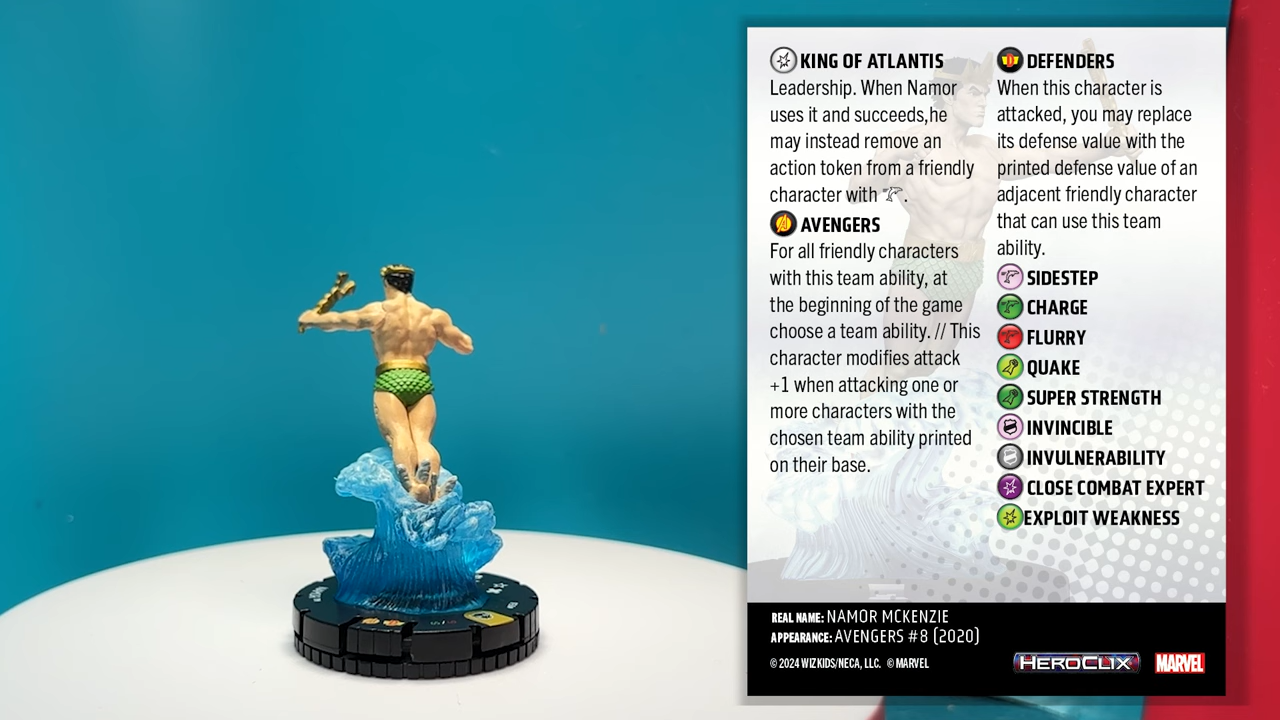 KING OF ATLANTIS
Leadership. When Namor
uses it and succeeds,he
may instead remove an
action token from a friendly
character with .
AVENGERS
For all friendly characters
with this team ability, at
the beginning of the game
choose a team ability. // This
character modifies attack
+1 when attacking one or
more characters with the
chosen team ability printed
on their base.
DEFENDERS
When this character is
attacked, you may replace
its defense value with the
printed defense value of an
adjacent friendly character
that can use this team
ability.
SIDESTEP
CHARGE
FLURRY
QUAKE
SUPER STRENGTH
INVINCIBLE
INVULNERABILITY
CLOSE COMBAT EXPERT
EXPLOIT WEAKNESS
REAL NAME: NAMOR MCKENZIE
APPEARANCE: AVENGERS #8 (2020)
© 2024 WIZKIDS/NECA, LLC. © MARVEL
HEROCLIX
MARVEL